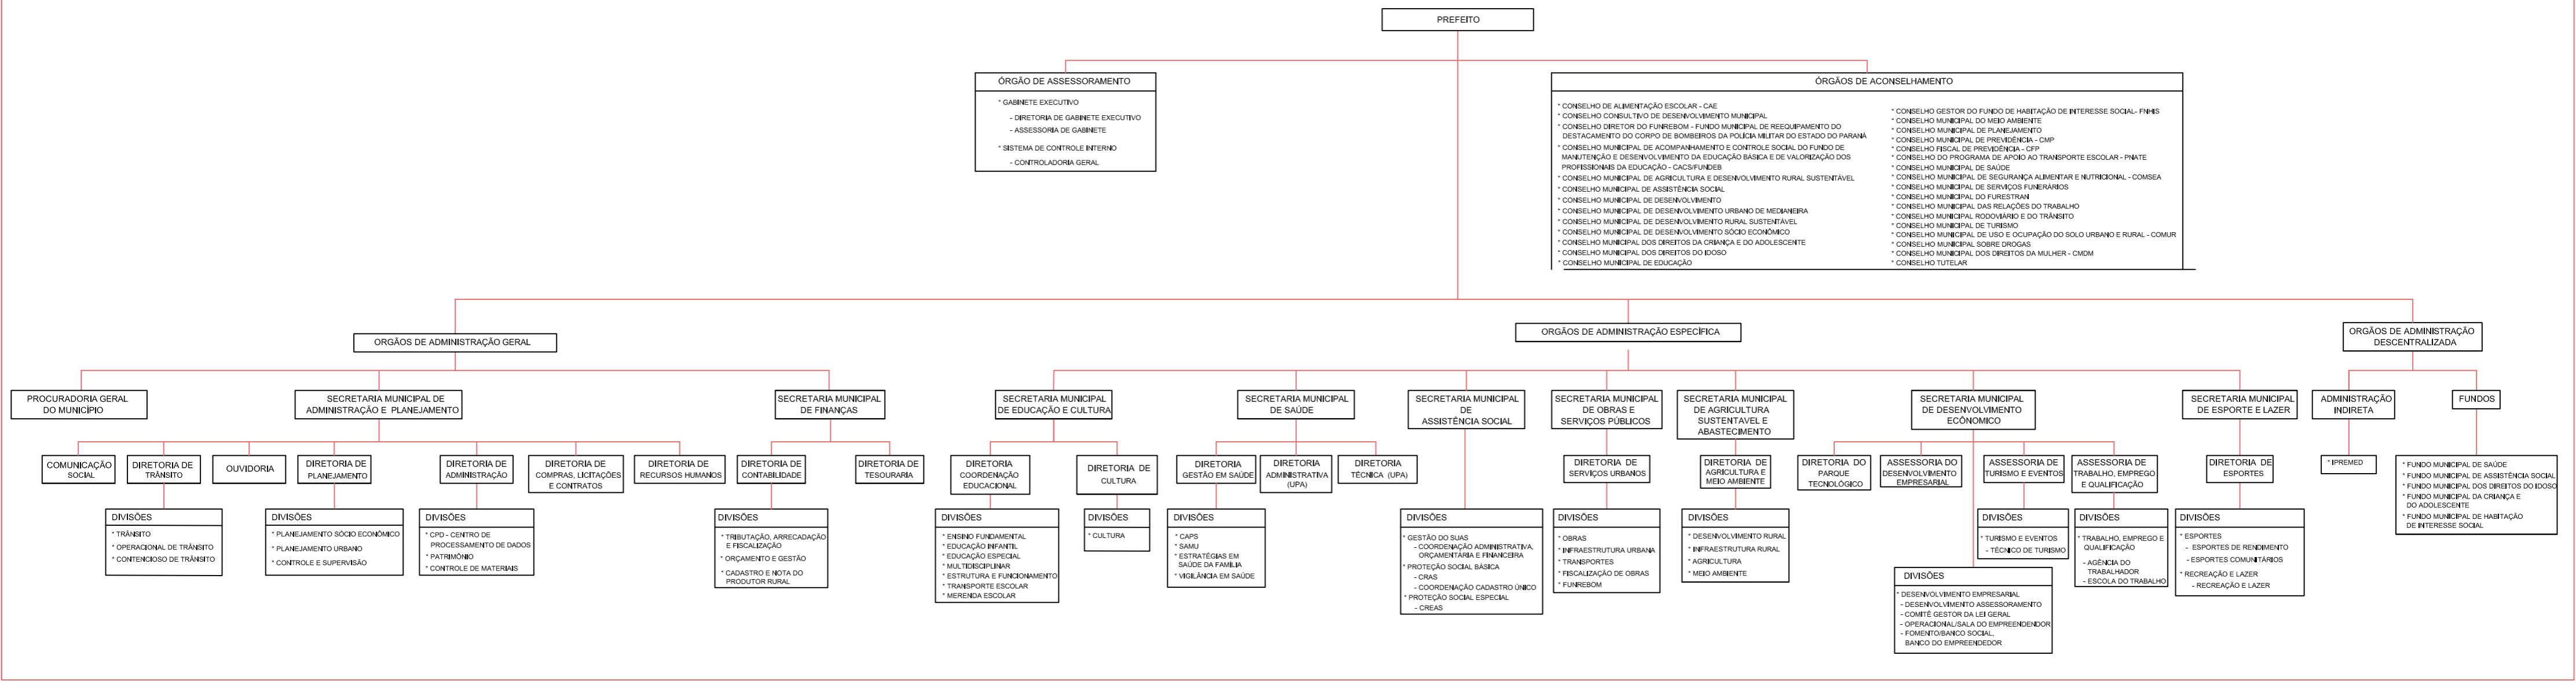 PREFEITO
ÓRGÃO DE ASSESSORAMENTO
* GABINETE EXECUTIVO
- DIRETORIA DE GABINETE EXECUTIVO
- ASSESSORIA DE GABINETE
* SISTEMA DE CONTROLE INTERNO
- CONTROLADORIA GERAL
ÓRGÃOS DE ACONSELHAMENTO
* CONSELHO DE ALIMENTAÇÃO ESCOLAR - CAE
* CONSELHO CONSULTIVO DE DESENVOLVIMENTO MUNICIPAL
* CONSELHO DIRETOR DO FUNREBOM - FUNDO MUNICIPAL DE REEQUIPAMENTO DO
DESTACAMENTO DO CORPO DE BOMBEIROS DA POLÍCIA MILITAR DO ESTADO DO PARANÁ
* CONSELHO MUNICIPAL DE ACOMPANHAMENTO E CONTROLE SOCIAL DO FUNDO DE
MANUTENÇÃO E DESENVOLVIMENTO DA EDUCAÇÃO BÁSICA E DE VALORIZAÇÃO DOS
PROFISSIONAIS DA EDUCAÇÃO - CACS/FUNDEB
* CONSELHO MUNICIPAL DE AGRICULTURA E DESENVOLVIMENTO RURAL SUSTENTÁVEL
* CONSELHO MUNICIPAL DE ASSISTÊNCIA SOCIAL
* CONSELHO MUNICIPAL DE DESENVOLVIMENTO
* CONSELHO MUNICIPAL DE DESENVOLVIMENTO URBANO DE MEDIANEIRA
* CONSELHO MUNICIPAL DE DESENVOLVIMENTO RURAL SUSTENTÁVEL
* CONSELHO MUNICIPAL DE DESENVOLVIMENTO SÓCIO ECONÔMICO
* CONSELHO MUNICIPAL DOS DIREITOS DA CRIANÇA E DO ADOLESCENTE
* CONSELHO MUNICIPAL DOS DIREITOS DO IDOSO
* CONSELHO MUNICIPAL DE EDUCAÇÃO
* CONSELHO GESTOR DO FUNDO DE HABITAÇÃO DE INTERESSE SOCIAL- FNHIS
* CONSELHO MUNICIPAL DO MEIO AMBIENTE
* CONSELHO MUNICIPAL DE PLANEJAMENTO
* CONSELHO MUNICIPAL DE PREVIDÊNCIA - CMP
* CONSELHO FISCAL DE PREVIDÊNCIA - CFP
* CONSELHO DO PROGRAMA DE APOIO AO TRANSPORTE ESCOLAR - PNATE
* CONSELHO MUNICIPAL DE SAÚDE
* CONSELHO MUNICIPAL DE SEGURANÇA ALIMENTAR E NUTRICIONAL - COMSEA
* CONSELHO MUNICIPAL DE SERVIÇOS FUNERÁRIOS
* CONSELHO MUNICIPAL DO FURESTRAN
* CONSELHO MUNICIPAL DAS RELAÇÕES DO TRABALHO
* CONSELHO MUNICIPAL RODOVIÁRIO E DO TRÂNSITO
* CONSELHO MUNICIPAL DE TURISMO
* CONSELHO MUNICIPAL DE USO E OCUPAÇÃO DO SOLO URBANO E RURAL - COMUR
* CONSELHO MUNICIPAL SOBRE DROGAS
* CONSELHO MUNICIPAL DOS DIREITOS DA MULHER - CMDM
* CONSELHO TUTELAR
ORGÃOS DE ADMINISTRAÇÃO GERAL
ORGÃOS DE ADMINISTRAÇÃO ESPECÍFICA
ORGÃOS DE ADMINISTRAÇÃO
DESCENTRALIZADA
PROCURADORIA GERAL
DO MUNICÍPIO
SECRETARIA MUNICIPAL DE
ADMINISTRAÇÃO E PLANEJAMENTO
SECRETARIA MUNICIPAL
DE FINANÇAS
SECRETARIA MUNICIPAL
DE EDUCAÇÃO E CULTURA
SECRETARIA MUNICIPAL
DE SAÚDE
SECRETARIA MUNICIPAL
DE
ASSISTÊNCIA SOCIAL
SECRETARIA MUNICIPAL
DE OBRAS E
SERVIÇOS PÚBLICOS
SECRETARIA MUNICIPAL
DE AGRICULTURA
SUSTENTAVEL E
ABASTECIMENTO
SECRETARIA MUNICIPAL
DE DESENVOLVIMENTO
ECÔNOMICO
SECRETARIA MUNICIPAL
DE ESPORTE E LAZER
ADMINISTRAÇÃO
INDIRETA
FUNDOS
COMUNICAÇÃO
SOCIAL
DIRETORIA DE
TRÂNSITO
OUVIDORIA
DIRETORIA DE
PLANEJAMENTO
DIRETORIA DE
ADMINISTRAÇÃO
DIRETORIA DE
COMPRAS, LICITAÇÕES
E CONTRATOS
DIRETORIA DE
RECURSOS HUMANOS
DIRETORIA DE
CONTABILIDADE
DIRETORIA DE
TESOURARIA
DIRETORIA
COORDENAÇÃO
EDUCACIONAL
DIRETORIA DE
CULTURA
DIRETORIA
GESTÃO EM SAÚDE
DIRETORIA
ADMINISTRATIVA
(UPA)
DIRETORIA
TÉCNICA (UPA)
DIRETORIA DE
SERVIÇOS URBANOS
DIRETORIA DE
AGRICULTURA E
MEIO AMBIENTE
DIRETORIA DO
PARQUE
TECNOLÓGICO
ASSESSORIA DO
DESENVOLVIMENTO
EMPRESARIAL
ASSESSORIA DE
TURISMO E EVENTOS
ASSESSORIA DE
TRABALHO, EMPREGO
E QUALIFICAÇÃO
DIRETORIA DE
ESPORTES
* IPREMED
* FUNDO MUNICIPAL DE SAÚDE
* FUNDO MUNICIPAL DE ASSISTÊNCIA SOCIAL
* FUNDO MUNICIPAL DOS DIREITOS DO IDOSO
* FUNDO MUNICIPAL DA CRIANÇA E
DO ADOLESCENTE
* FUNDO MUNICIPAL DE HABITAÇÃO
DE INTERESSE SOCIAL
DIVISÕES
* TRÂNSITO
* OPERACIONAL DE TRÂNSITO
* CONTENCIOSO DE TRÂNSITO
DIVISÕES
* PLANEJAMENTO SÓCIO ECONÔMICO
* PLANEJAMENTO URBANO
* CONTROLE E SUPERVISÃO
DIVISÕES
* CPD - CENTRO DE
PROCESSAMENTO DE DADOS
* PATRIMÔNIO
* CONTROLE DE MATERIAIS
DIVISÕES
* TRIBUTAÇÃO, ARRECADAÇÃO
E FISCALIZAÇÃO
* ORÇAMENTO E GESTÃO
* CADASTRO E NOTA DO
PRODUTOR RURAL
DIVISÕES
* ENSINO FUNDAMENTAL
* EDUCAÇÃO INFANTIL
* EDUCAÇÃO ESPECIAL
* MULTIDISCIPLINAR
* ESTRUTURA E FUNCIONAMENTO
* TRANSPORTE ESCOLAR
* MERENDA ESCOLAR
DIVISÕES
* CULTURA
DIVISÕES
* CAPS
* SAMU
* ESTRATÉGIAS EM
SAÚDE DA FAMÍLIA
* VIGILÂNCIA EM SAÚDE
DIVISÕES
* GESTÃO DO SUAS
- COORDENAÇÃO ADMINISTRATIVA,
ORÇAMENTÁRIA E FINANCEIRA
* PROTEÇÃO SOCIAL BÁSICA
- CRAS
- COORDENAÇÃO CADASTRO ÚNICO
* PROTEÇÃO SOCIAL ESPECIAL
- CREAS
DIVISÕES
* OBRAS
* INFRAESTRUTURA URBANA
* TRANSPORTES
* FISCALIZAÇÃO DE OBRAS
* FUNREBOM
DIVISÕES
* DESENVOLVIMENTO RURAL
* INFRAESTRUTURA RURAL
* AGRICULTURA
* MEIO AMBIENTE
DIVISÕES
* DESENVOLVIMENTO EMPRESARIAL
- DESENVOLVIMENTO ASSESSORAMENTO
- COMITÊ GESTOR DA LEI GERAL
- OPERACIONAL/SALA DO EMPREENDENDOR
- FOMENTO/BANCO SOCIAL,
BANCO DO EMPREENDEDOR
DIVISÕES
* TURISMO E EVENTOS
- TÉCNICO DE TURISMO
DIVISÕES
* TRABALHO, EMPREGO E
QUALIFICAÇÃO
- AGÊNCIA DO
TRABALHADOR
- ESCOLA DO TRABALHO
DIVISÕES
* ESPORTES
- ESPORTES DE RENDIMENTO
- ESPORTES COMUNITÁRIOS
* RECREAÇÃO E LAZER
- RECREAÇÃO E LAZER